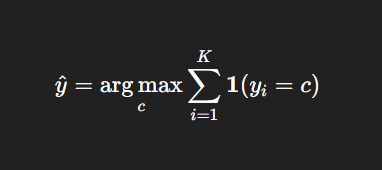 ŷ = arg max_c ∑_{i=1}^{K} 𝟏(y_i = c)